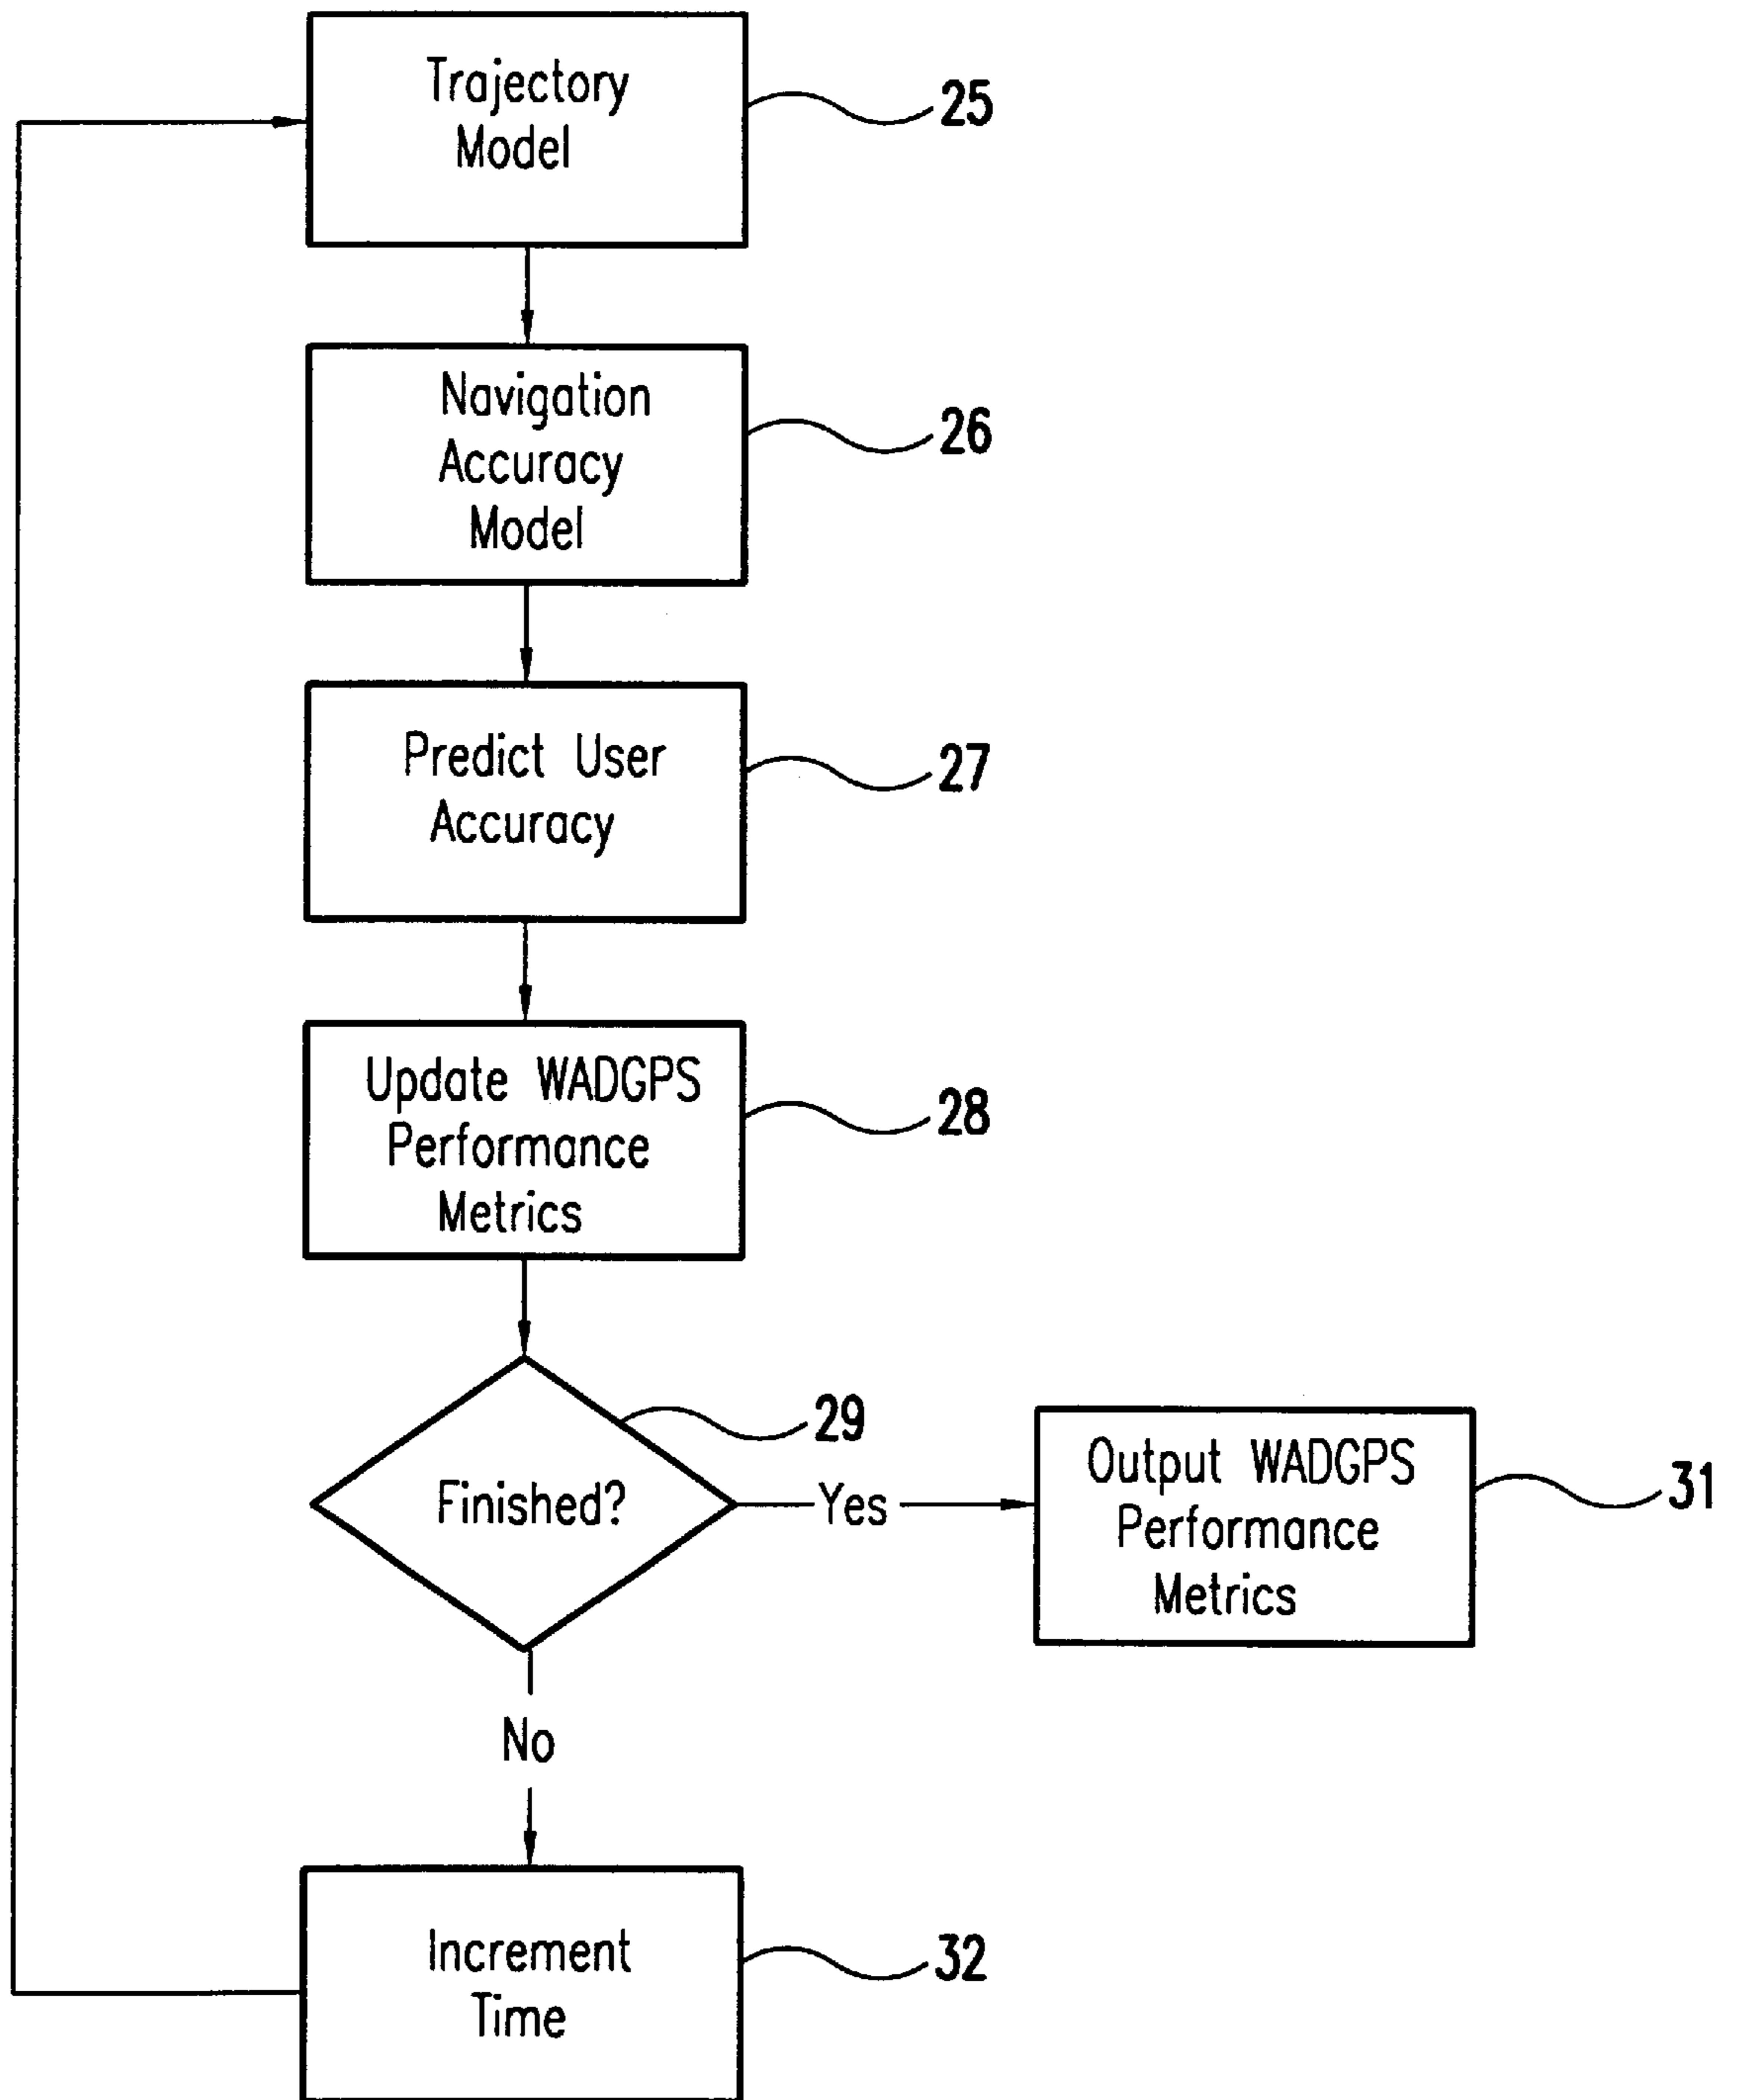 Trajectory
Model
25
Navigation
Accuracy
Model
26
Predict User
Accuracy
27
Update WADGPS
Performance
Metrics
28
Finished?
29
Yes
Output WADGPS
Performance
Metrics
31
No
Increment
Time
32